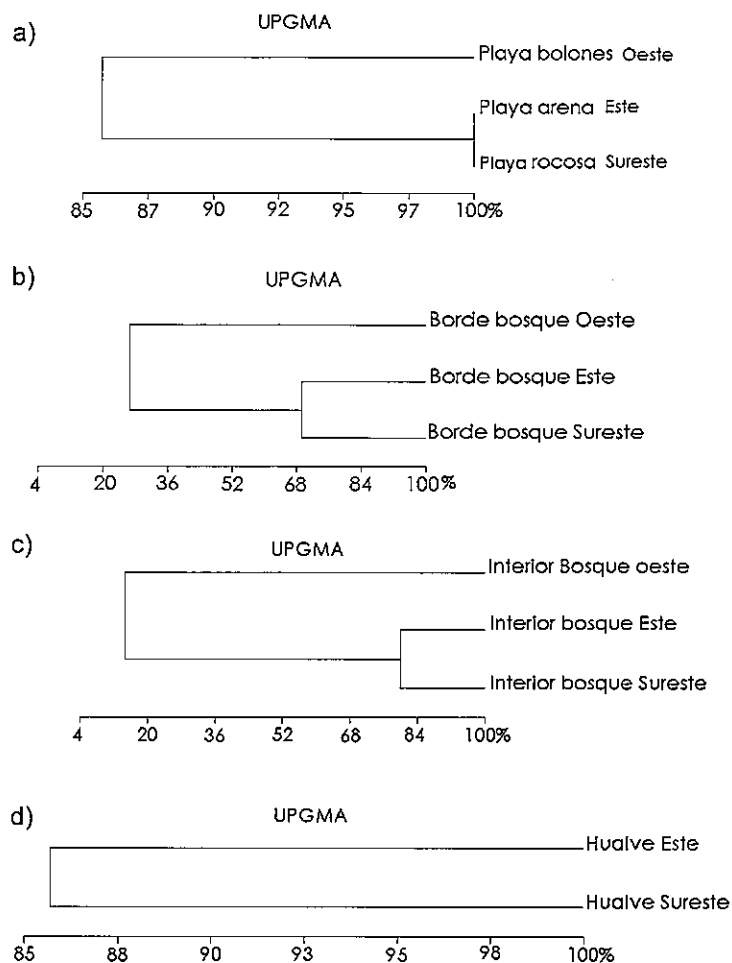 a)
UPGMA
Playa bolones Oeste
Playa arena Este
Playa rocosa Sureste
85 87 90 92 95 97 100%
b)
UPGMA
Borde bosque Oeste
Borde bosque Este
Borde bosque Sureste
4 20 36 52 68 84 100%
c)
UPGMA
Interior Bosque oeste
Interior bosque Este
Interior bosque Sureste
4 20 36 52 68 84 100%
d)
UPGMA
Hualve Este
Hualve Sureste
85 88 90 93 95 98 100%